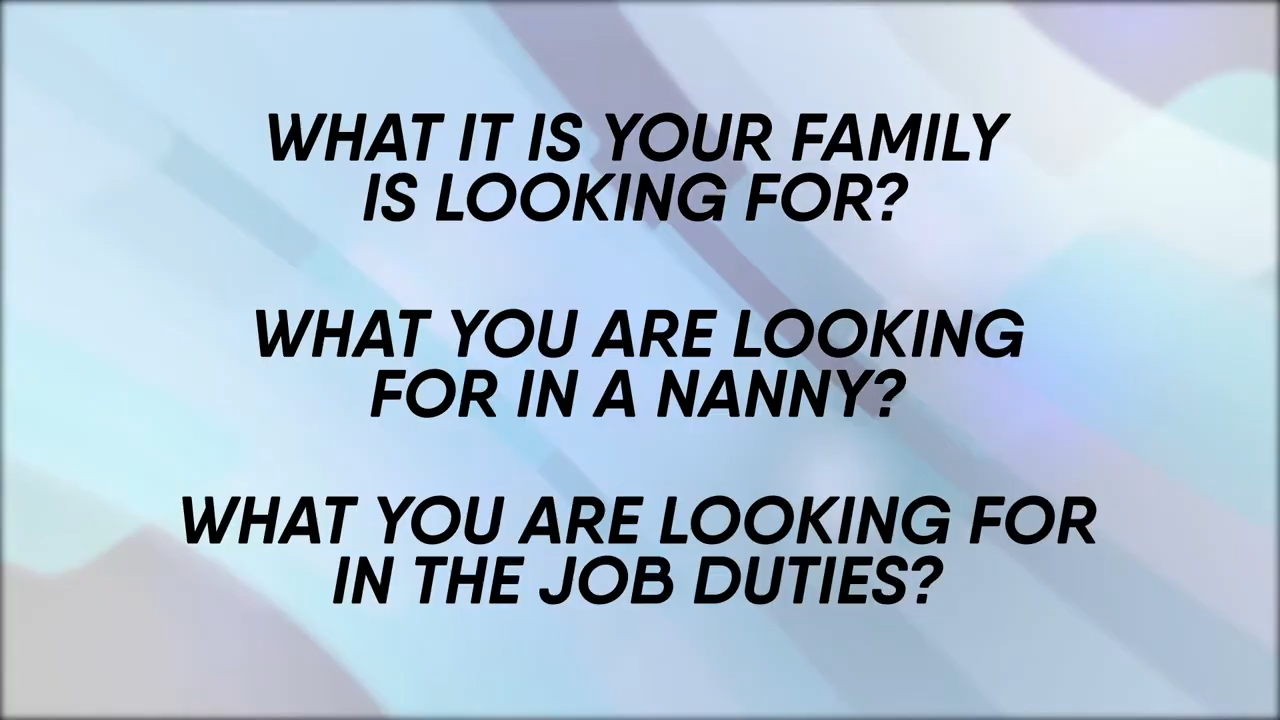 WHAT IT IS YOUR FAMILY
IS LOOKING FOR?
WHAT YOU ARE LOOKING
FOR IN A NANNY?
WHAT YOU ARE LOOKING FOR
IN THE JOB DUTIES?